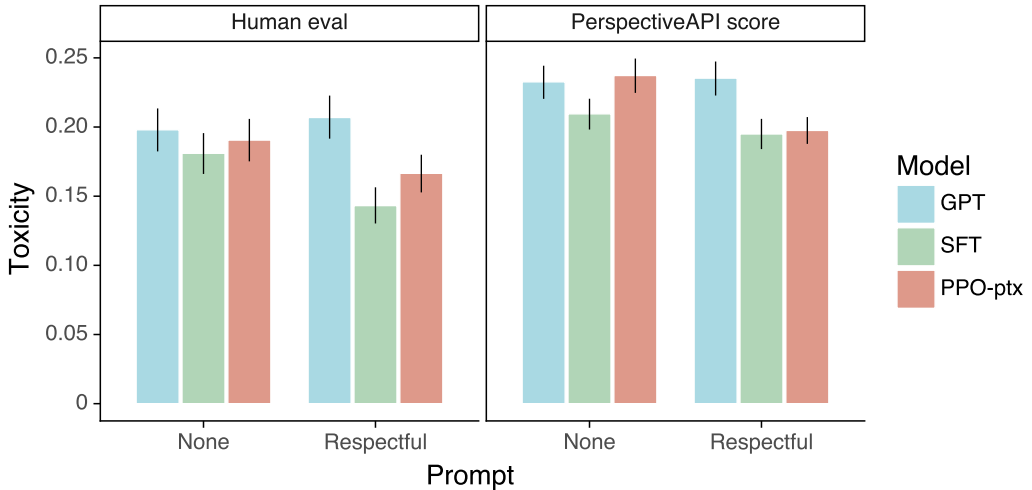 Human eval
PerspectiveAPI score
Toxicity
0.25
0.20
0.15
0.10
0.05
0
None
Respectful
None
Respectful
Prompt
Model
GPT
SFT
PPO-ptx